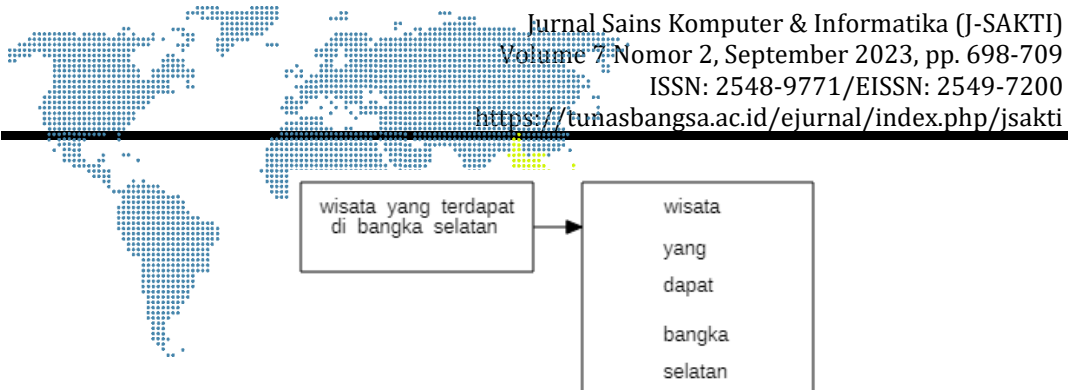 Jurnal Sains Komputer & Informatika (J-SAKTI)
Volume 7 Nomor 2, September 2023, pp. 698-709
ISSN: 2548-9771/EISSN: 2549-7200
https://tunasbangsa.ac.id/ejurnal/index.php/jsakti
wisata yang terdapat
di bangka selatan
wisata
yang
dapat
bangka
selatan